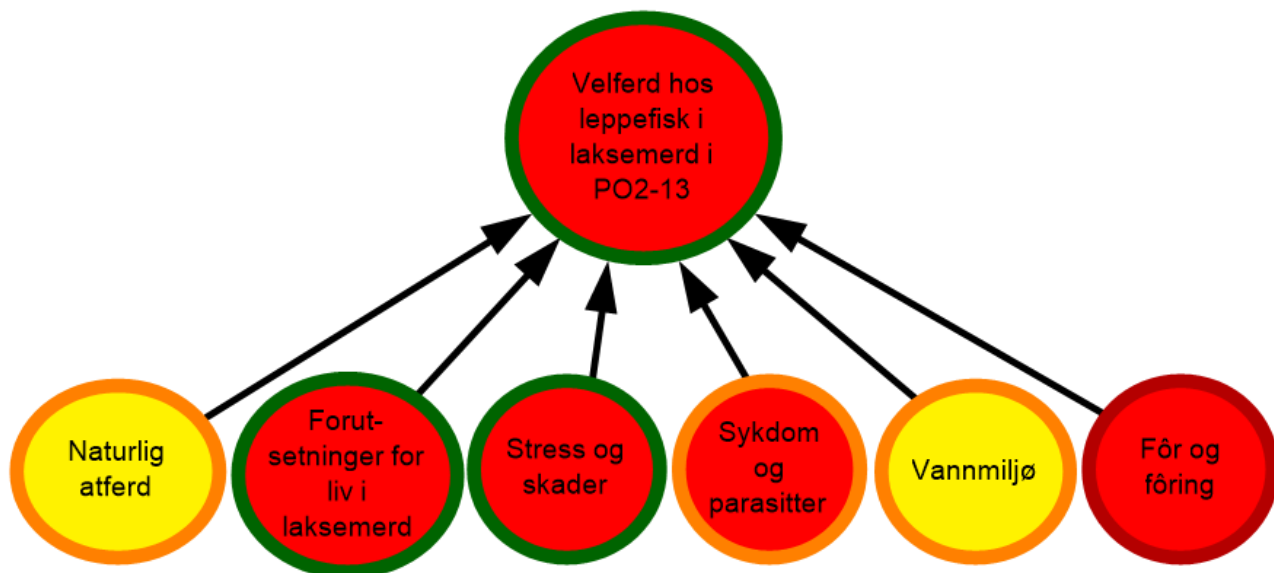 Velferd hos
leppefisk i
laksemerd i
PO2-13
Naturlig
atferd
Forut-
setninger for
liv i
laksemerd
Stress og
skader
Sykdom
og
parasitter
Vannmiljø
Fôr og
fôring